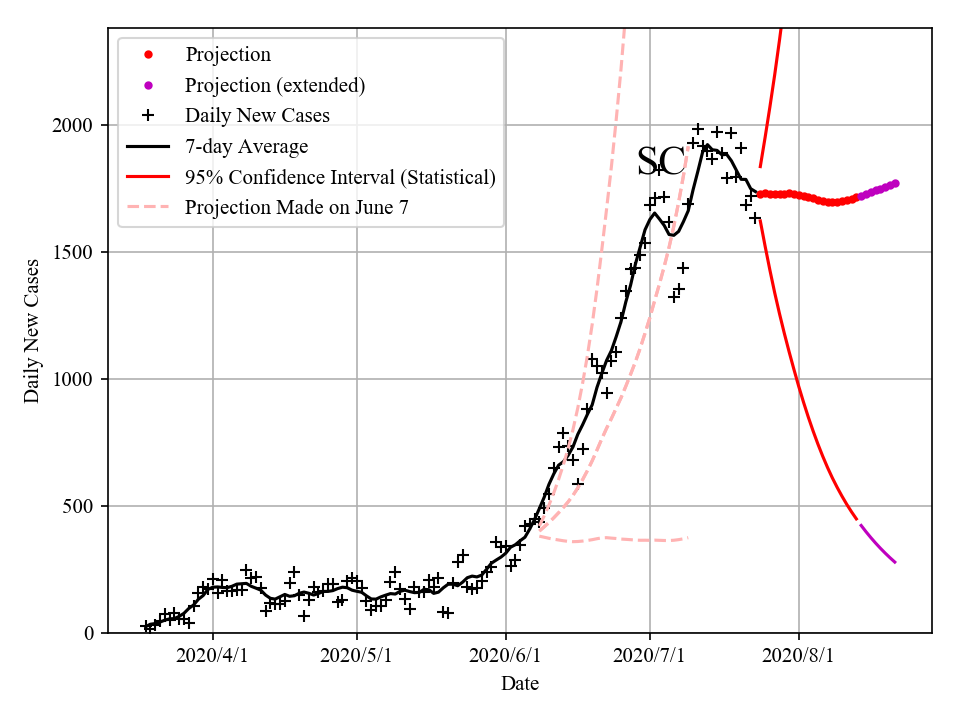 Projection
Projection (extended)
Daily New Cases
7-day Average
95% Confidence Interval (Statistical)
Projection Made on June 7
SC
2000
1500
1000
500
0
Daily New Cases
2020/4/1 2020/5/1 2020/6/1 2020/7/1 2020/8/1
Date